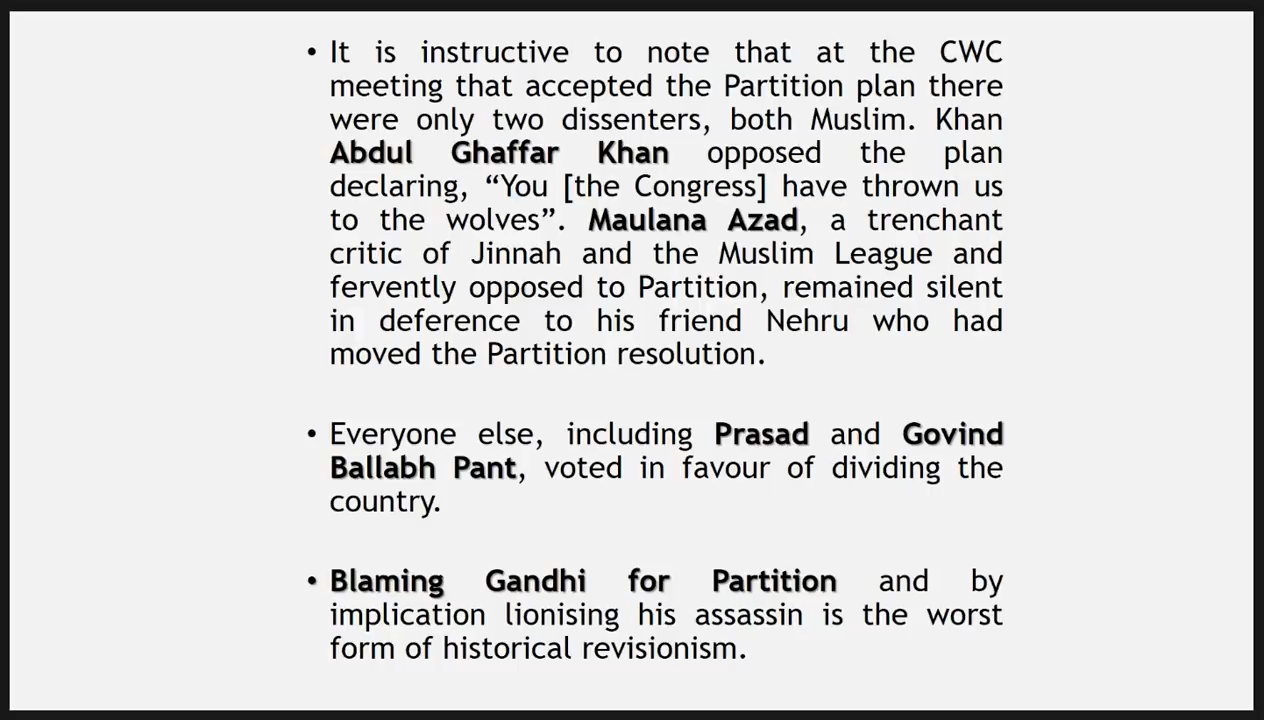 • It is instructive to note that at the CWC
meeting that accepted the Partition plan there
were only two dissenters, both Muslim. Khan
Abdul Ghaffar Khan opposed the plan
declaring, “You [the Congress] have thrown us
to the wolves”. Maulana Azad, a trenchant
critic of Jinnah and the Muslim League and
fervently opposed to Partition, remained silent
in deference to his friend Nehru who had
moved the Partition resolution.
• Everyone else, including Prasad and Govind
Ballabh Pant, voted in favour of dividing the
country.
• Blaming Gandhi for Partition and by
implication lionising his assassin is the worst
form of historical revisionism.